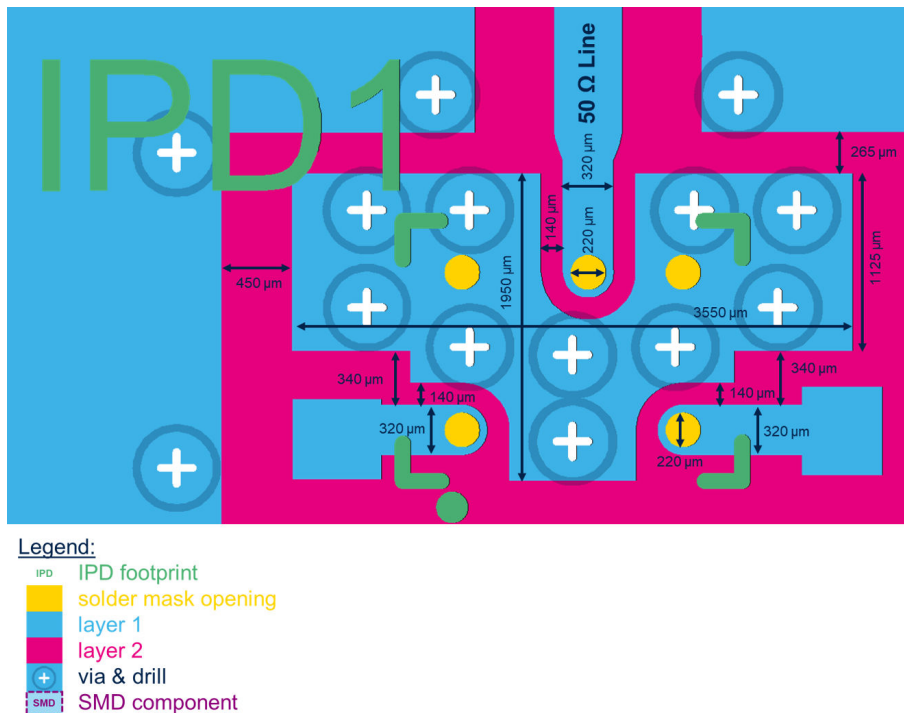 IPD1
50 Ω Line
265 µm
320 µm
140 µm
220 µm
1125 µm
450 µm
1950 µm
3550 µm
340 µm
340 µm
140 µm
140 µm
320 µm
320 µm
220 µm
Legend:
IPD IPD footprint
solder mask opening
layer 1
layer 2
via & drill
SMD SMD component